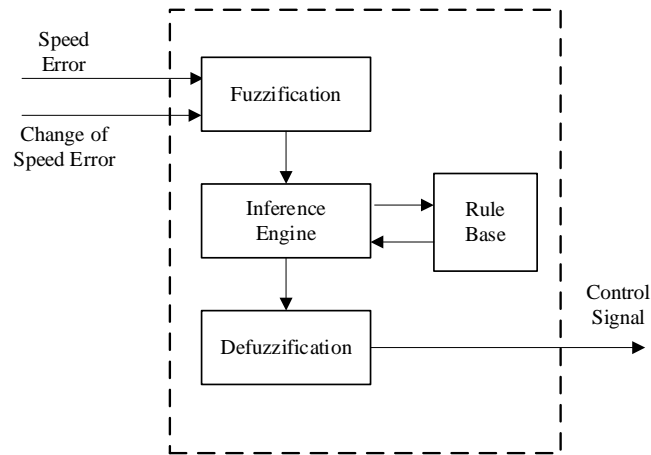 Speed
Error
Fuzzification
Change of
Speed Error
Inference
Engine
Rule
Base
Control
Signal
Defuzzification